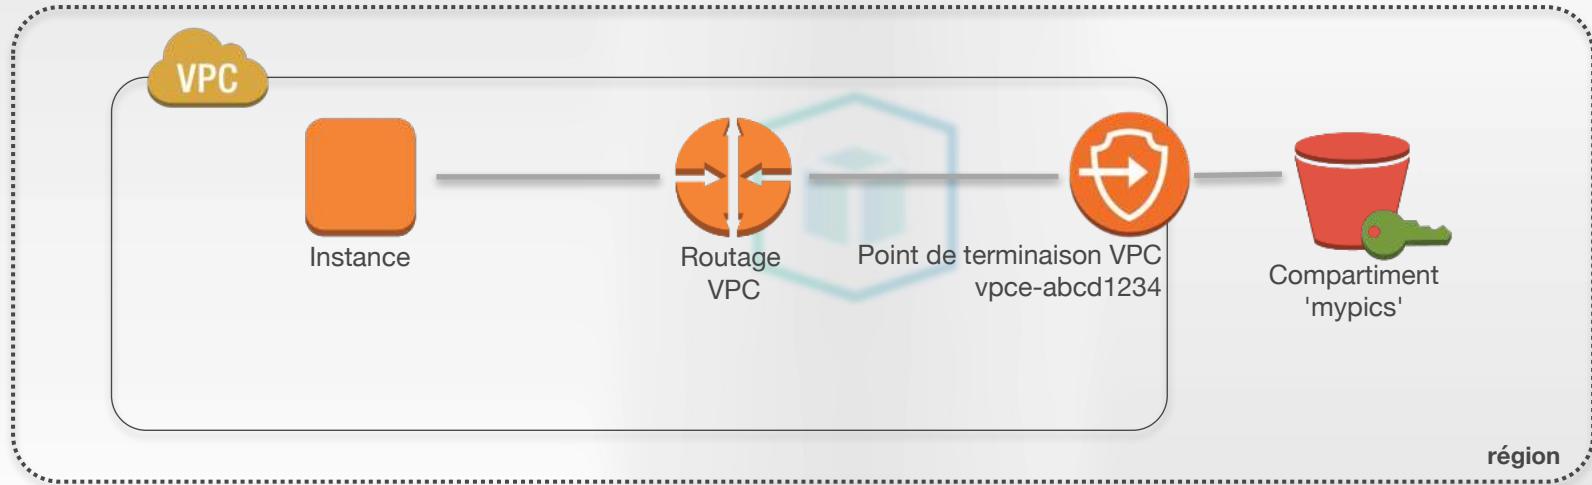 VPC
Instance
Routage
VPC
Point de terminaison VPC
vpce-abcd1234
Compartiment
'mypics'
région